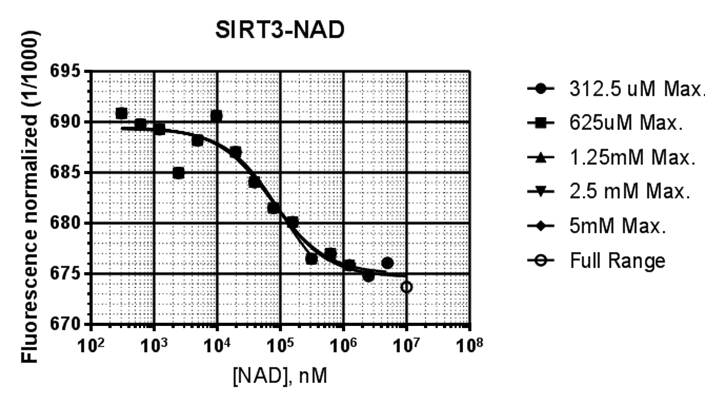 SIRT3-NAD
Fluorescence normalized (1/1000)
695
690
685
680
675
670
10²
10³
10⁴
10⁵
10⁶
10⁷
10⁸
[NAD], nM
312.5 uM Max.
625uM Max.
1.25mM Max.
2.5 mM Max.
5mM Max.
Full Range